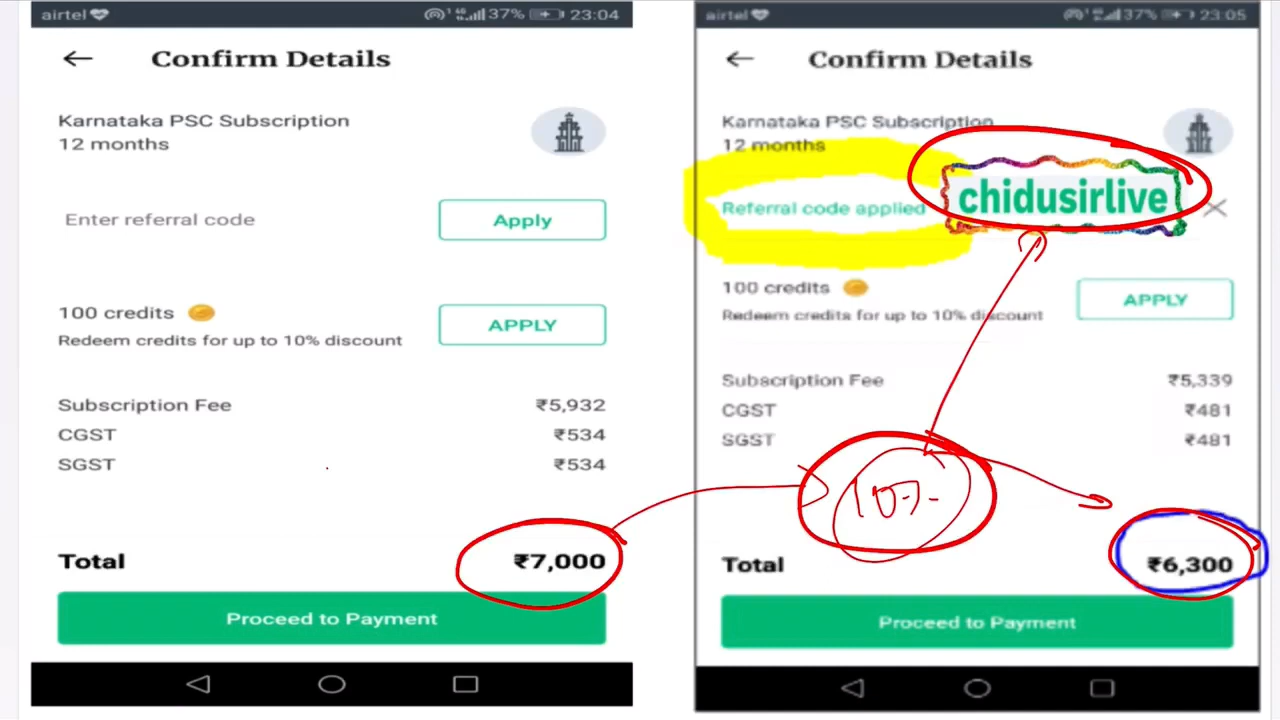 airtel 37% 23:04
Confirm Details
Karnataka PSC Subscription
12 months
Enter referral code Apply
100 credits APPLY
Redeem credits for up to 10% discount
Subscription Fee ₹5,932
CGST ₹534
SGST ₹534
Total ₹7,000
Proceed to Payment
airtel 37% 23:05
Confirm Details
Karnataka PSC Subscription
12 months
Referral code applied chidusirlive
100 credits APPLY
Redeem credits for up to 10% discount
Subscription Fee ₹5,339
CGST ₹481
SGST ₹481
10%
Total ₹6,300
Proceed to Payment